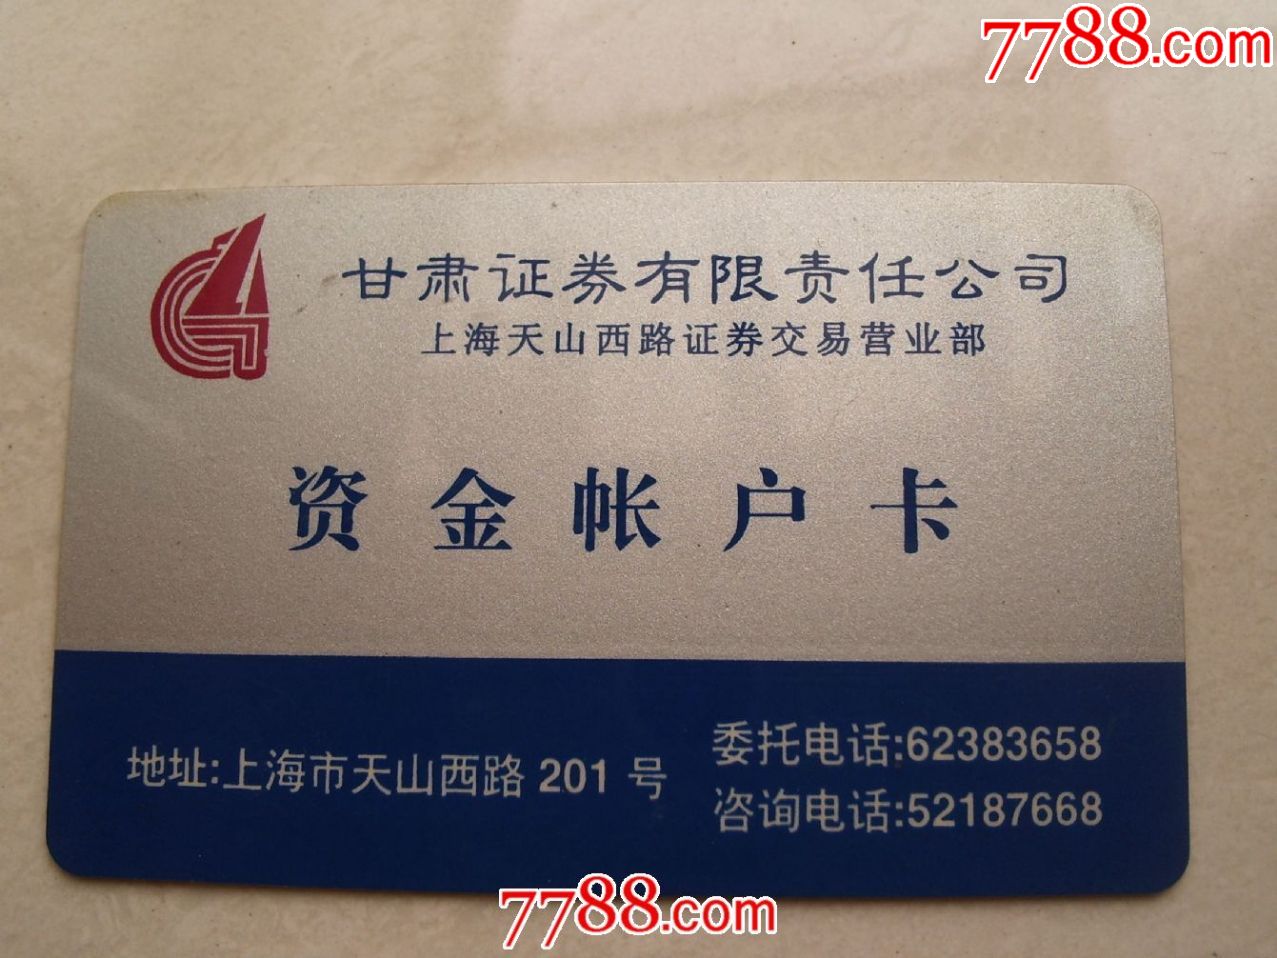 7788.com
甘肃证券有限责任公司
上海天山西路证券交易营业部
资金帐户卡
地址:上海市天山西路 201 号
委托电话:62383658
咨询电话:52187668
7788.com